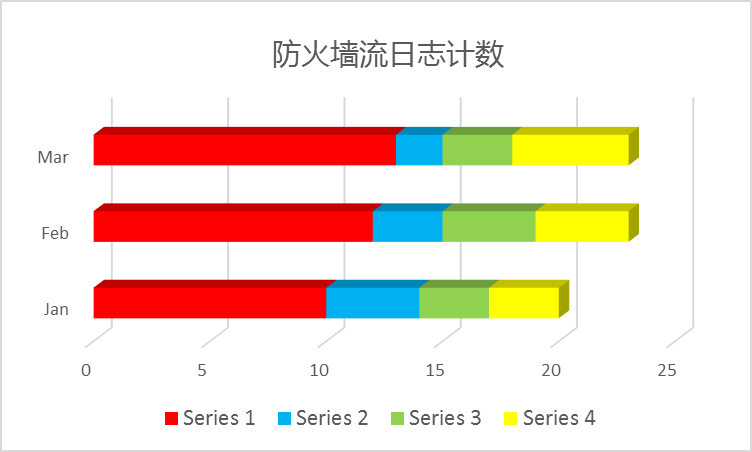 防火墙流日志计数
Mar
Feb
Jan
0 5 10 15 20 25
Series 1 Series 2 Series 3 Series 4